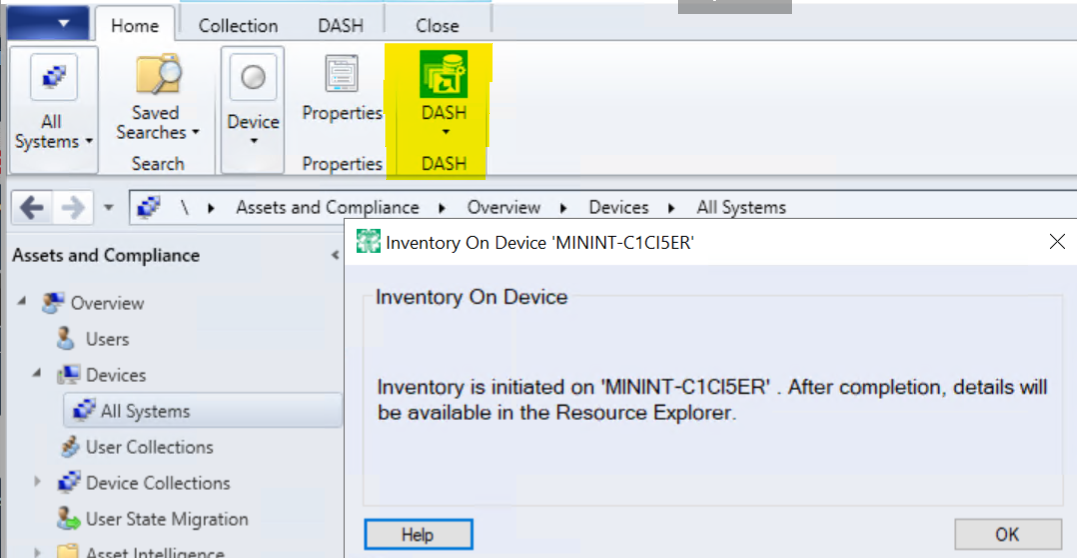 Home Collection DASH Close
All Systems
Saved Searches
Device
Properties
DASH
Search
Properties
DASH
\ Assets and Compliance Overview Devices All Systems
Assets and Compliance
Overview
Users
Devices
All Systems
User Collections
Device Collections
User State Migration
Asset Intelligence
Inventory On Device 'MININT-C1CI5ER'
Inventory On Device
Inventory is initiated on 'MININT-C1CI5ER' . After completion, details will
be available in the Resource Explorer.
Help OK